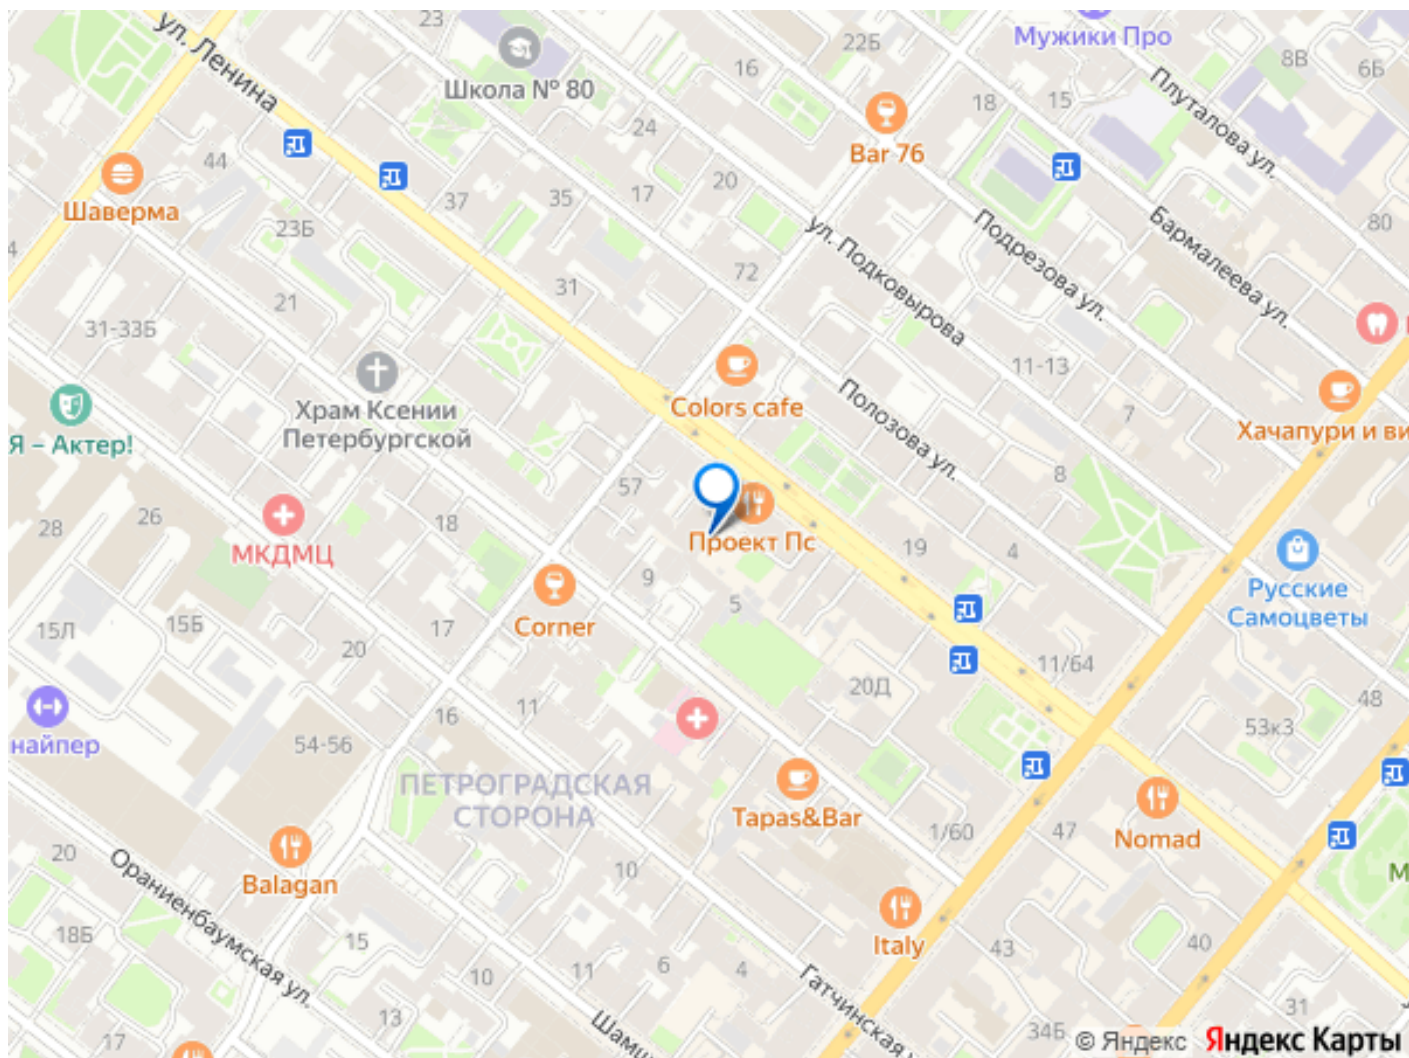 23
ул. Ленина
Школа № 80
16
22Б
Мужики Про
8В
6Б
Плуталова ул.
18
15
24
Bar 76
44
Шаверма
37
35
17
20
23Б
4
ул. Подковырова
Подрезова ул.
Бармалеева ул.
80
72
31
21
31-33Б
11-13
Храм Ксении
Петербургской
Colors cafe
Полозова ул.
7
Хачапури и ви
Я – Актер!
57
8
28
26
18
МКДМЦ
Проект Пс
19
4
9
5
Русские
Самоцветы
Corner
15Л
15Б
17
20
11/64
20Д
48
найпер
54-56
16
11
53к3
ПЕТРОГРАДСКАЯ
СТОРОНА
Tapas&Bar
1/60
47
Nomad
20
Balagan
10
М
Ораниенбаумская ул.
18Б
15
Italy
43
40
10
11
6
4
Гатчинская у
13
17
Шамш
34Б
31
© Яндекс
Яндекс Карты